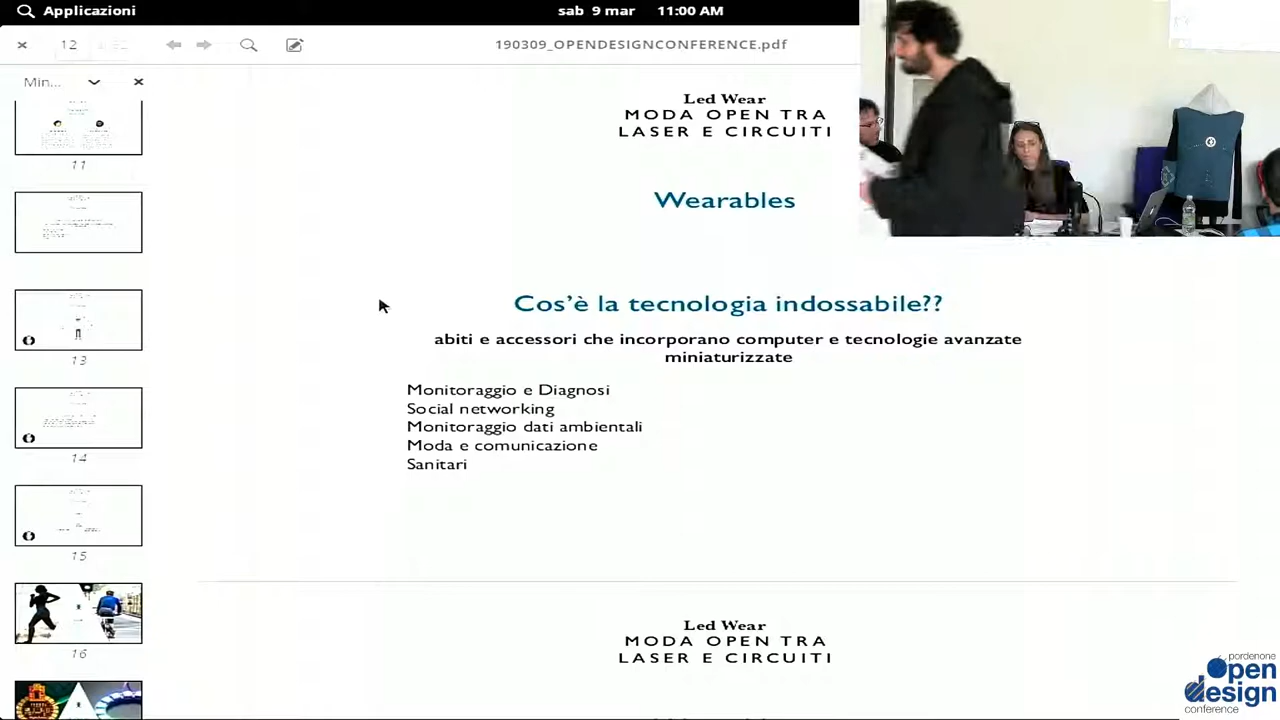 Applicazioni
sab 9 mar 11:00 AM
12
190309_OPENDESIGNCONFERENCE.pdf
Min...
11
13
14
15
16
Led Wear
MODA OPEN TRA
LASER E CIRCUITI
Wearables
Cos'è la tecnologia indossabile??
abiti e accessori che incorporano computer e tecnologie avanzate
miniaturizzate
Monitoraggio e Diagnosi
Social networking
Monitoraggio dati ambientali
Moda e comunicazione
Sanitari
Led Wear
MODA OPEN TRA
LASER E CIRCUITI
pordenone
open
design
conference